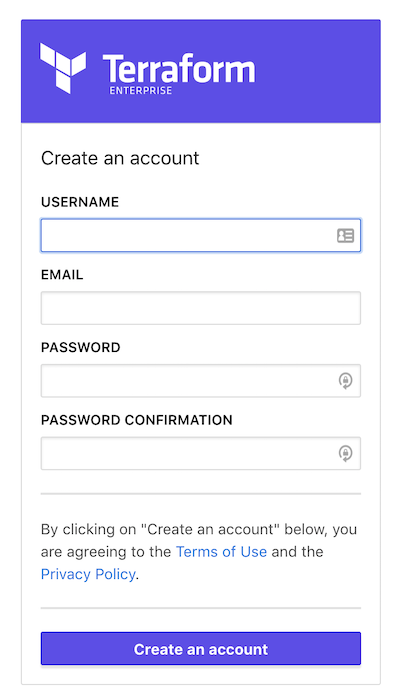 Terraform
ENTERPRISE
Create an account
USERNAME
EMAIL
PASSWORD
PASSWORD CONFIRMATION
By clicking on "Create an account" below, you
are agreeing to the Terms of Use and the
Privacy Policy.
Create an account